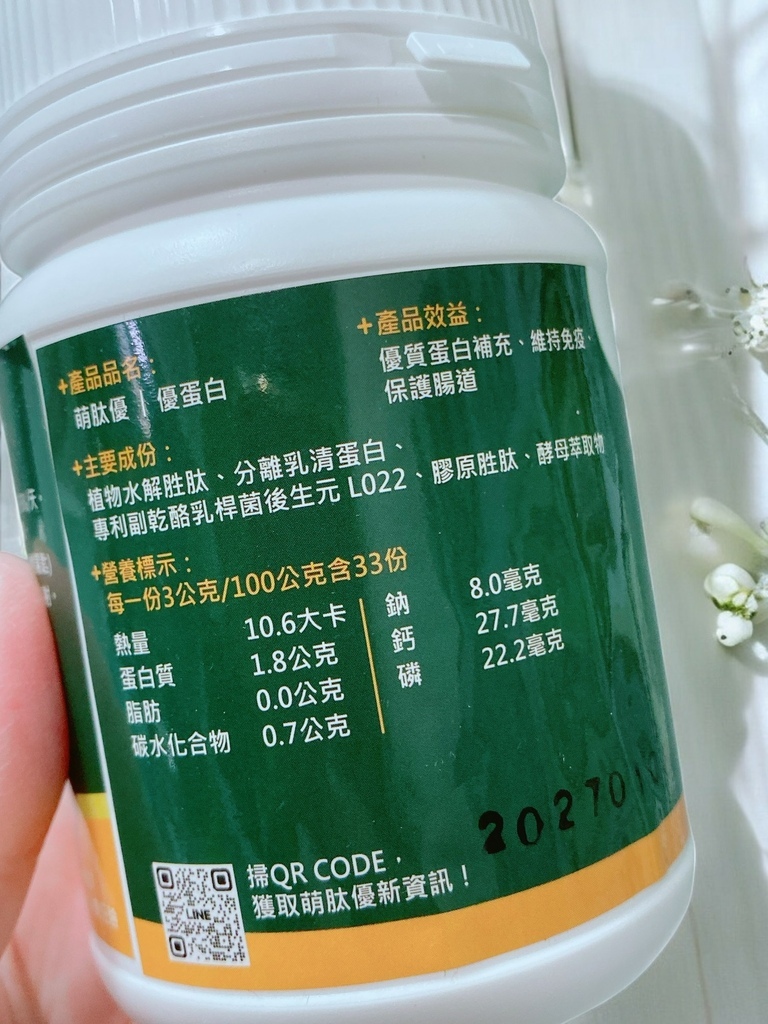 +產品品名：
萌肽優｜優蛋白
+產品效益：
優質蛋白補充、維持免疫、
保護腸道
+主要成份：
植物水解胜肽、分離乳清蛋白、
專利副乾酪乳桿菌後生元 L022、膠原胜肽、酵母萃取物
+營養標示：
每一份3公克/100公克含33份
熱量 10.6大卡
蛋白質 1.8公克
脂肪 0.0公克
碳水化合物 0.7公克
鈉 8.0毫克
鈣 27.7毫克
磷 22.2毫克
2027010
LINE
掃QR CODE，
獲取萌肽優新資訊！